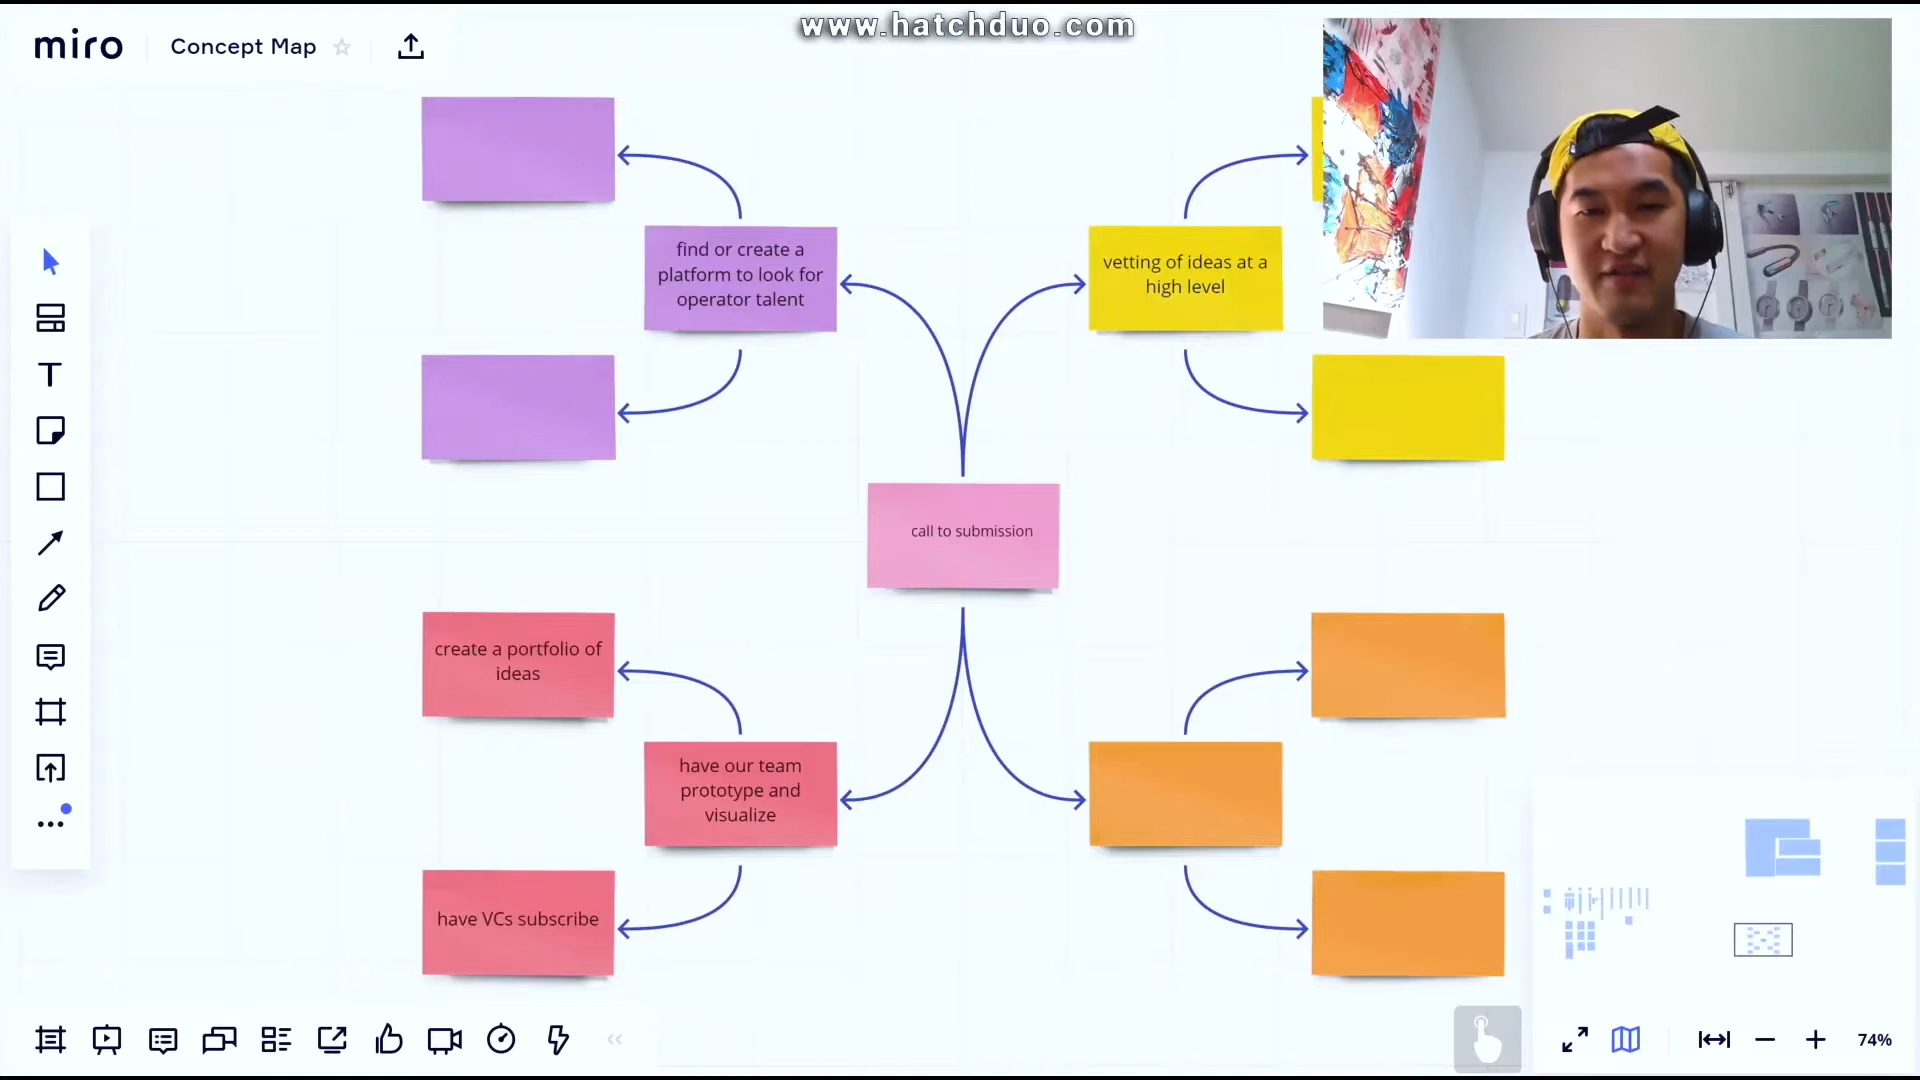 www.hatchduo.com
miro
Concept Map
find or create a
platform to look for
operator talent
vetting of ideas at a
high level
call to submission
create a portfolio of
ideas
have our team
prototype and
visualize
have VCs subscribe
74%